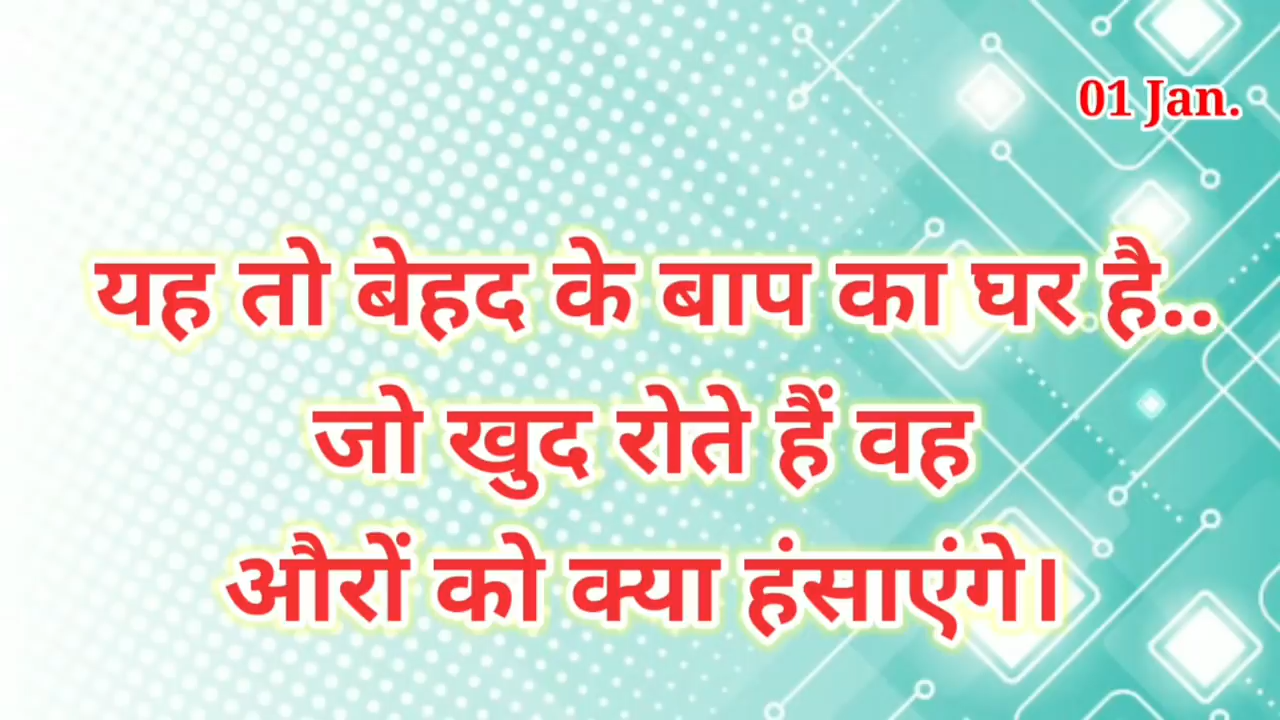 01 Jan.
यह तो बेहद के बाप का घर है..
जो खुद रोते हैं वह
औरों को क्या हंसाएंगे।